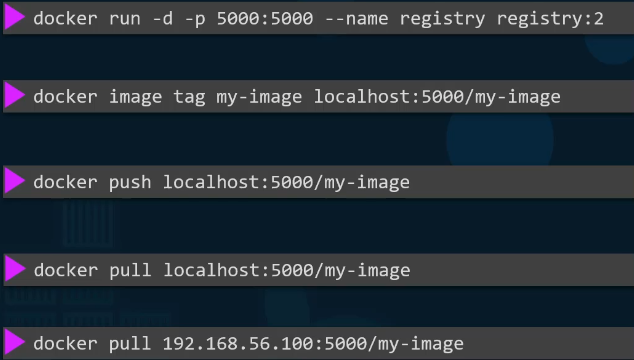 docker run -d -p 5000:5000 --name registry registry:2
docker image tag my-image localhost:5000/my-image
docker push localhost:5000/my-image
docker pull localhost:5000/my-image
docker pull 192.168.56.100:5000/my-image